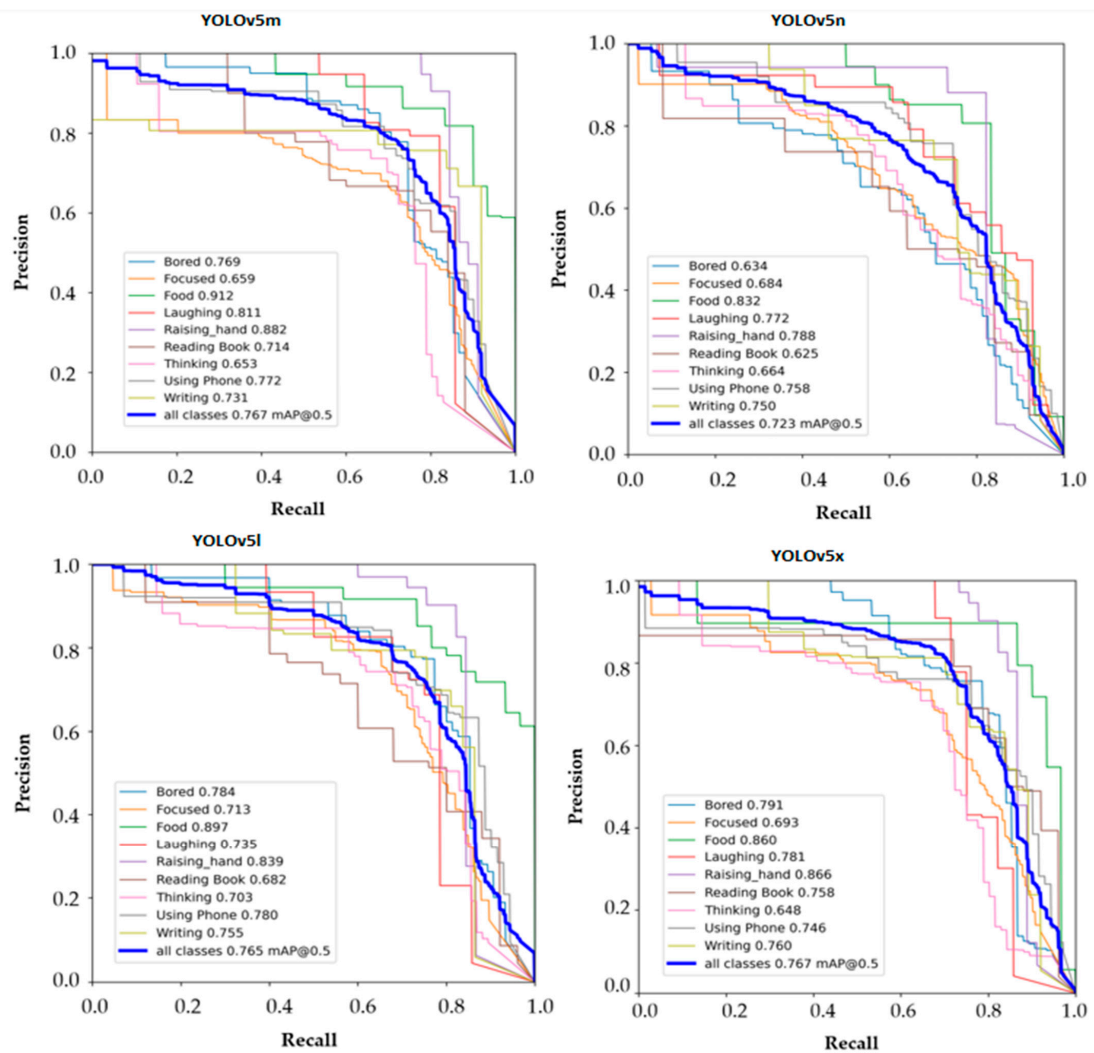 YOLOv5m
1.0
0.8
0.6
0.4
0.2
0.0
Precision
Bored 0.769
Focused 0.659
Food 0.912
Laughing 0.811
Raising_hand 0.882
Reading Book 0.714
Thinking 0.653
Using Phone 0.772
Writing 0.731
all classes 0.767 mAP@0.5
0.0 0.2 0.4 0.6 0.8 1.0
Recall
YOLOv5n
1.0
0.8
0.6
0.4
0.2
0.0
Precision
Bored 0.634
Focused 0.684
Food 0.832
Laughing 0.772
Raising_hand 0.788
Reading Book 0.625
Thinking 0.664
Using Phone 0.758
Writing 0.750
all classes 0.723 mAP@0.5
0.0 0.2 0.4 0.6 0.8 1.0
Recall
YOLOv5l
1.0
0.8
0.6
0.4
0.2
0.0
Precision
Bored 0.784
Focused 0.713
Food 0.897
Laughing 0.735
Raising_hand 0.839
Reading Book 0.682
Thinking 0.703
Using Phone 0.780
Writing 0.755
all classes 0.765 mAP@0.5
0.0 0.2 0.4 0.6 0.8 1.0
Recall
YOLOv5x
1.0
0.8
0.6
0.4
0.2
0.0
Precision
Bored 0.791
Focused 0.693
Food 0.860
Laughing 0.781
Raising_hand 0.866
Reading Book 0.758
Thinking 0.648
Using Phone 0.746
Writing 0.760
all classes 0.767 mAP@0.5
0.0 0.2 0.4 0.6 0.8 1.0
Recall